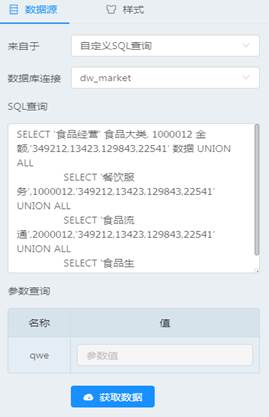 数据源 样式
来自于 自定义SQL查询
数据库连接 dw_market
SQL查询
SELECT '食品经营' 食品大类, 1000012 金
额,'349212,13423,129843,22541' 数据 UNION
ALL
SELECT '餐饮服
务',1000012,'349212,13423,129843,22541'
UNION ALL
SELECT '食品流
通',2000012,'349212,13423,129843,22541'
UNION ALL
SELECT '食品生
参数查询
名称 值
qwe 参数值
获取数据